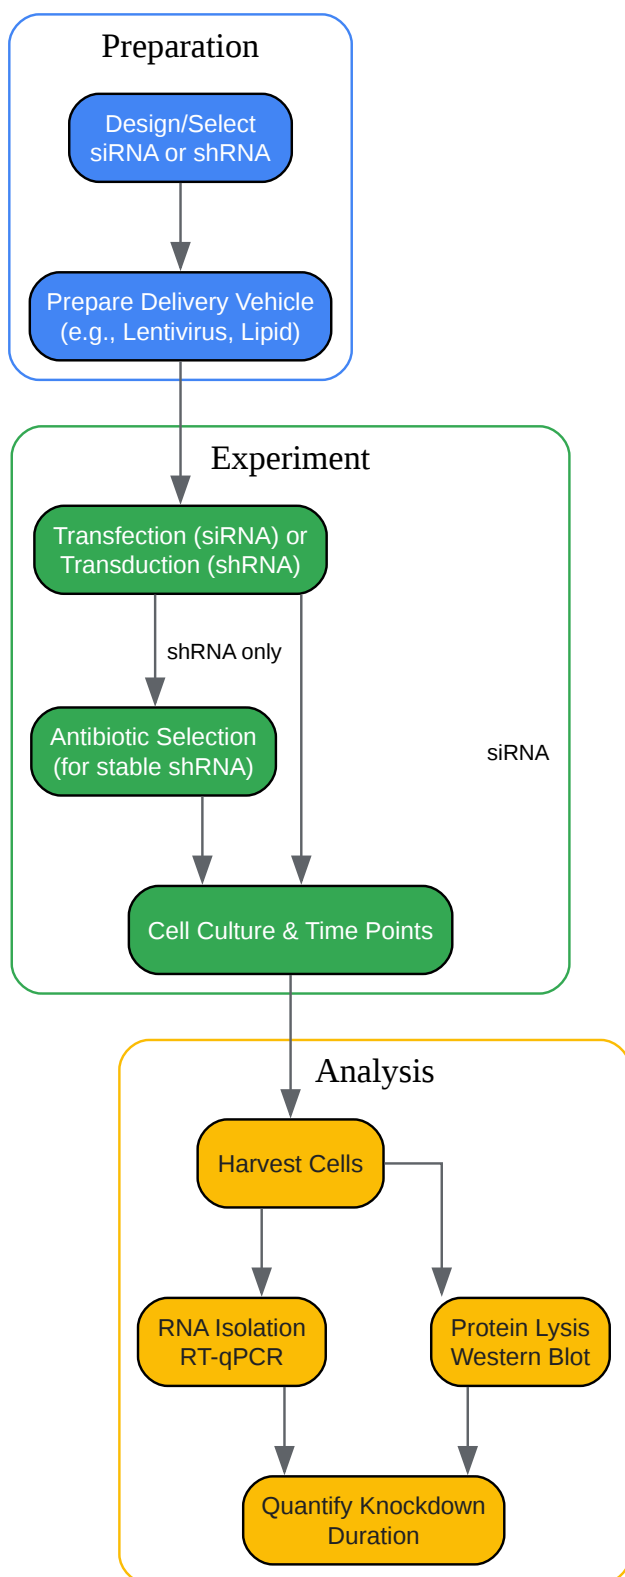 Preparation
Design/Select
siRNA or shRNA
Prepare Delivery Vehicle
(e.g., Lentivirus, Lipid)
Experiment
Transfection (siRNA) or
Transduction (shRNA)
shRNA only
Antibiotic Selection
(for stable shRNA)
siRNA
Cell Culture & Time Points
Analysis
Harvest Cells
RNA Isolation
RT-qPCR
Protein Lysis
Western Blot
Quantify Knockdown
Duration